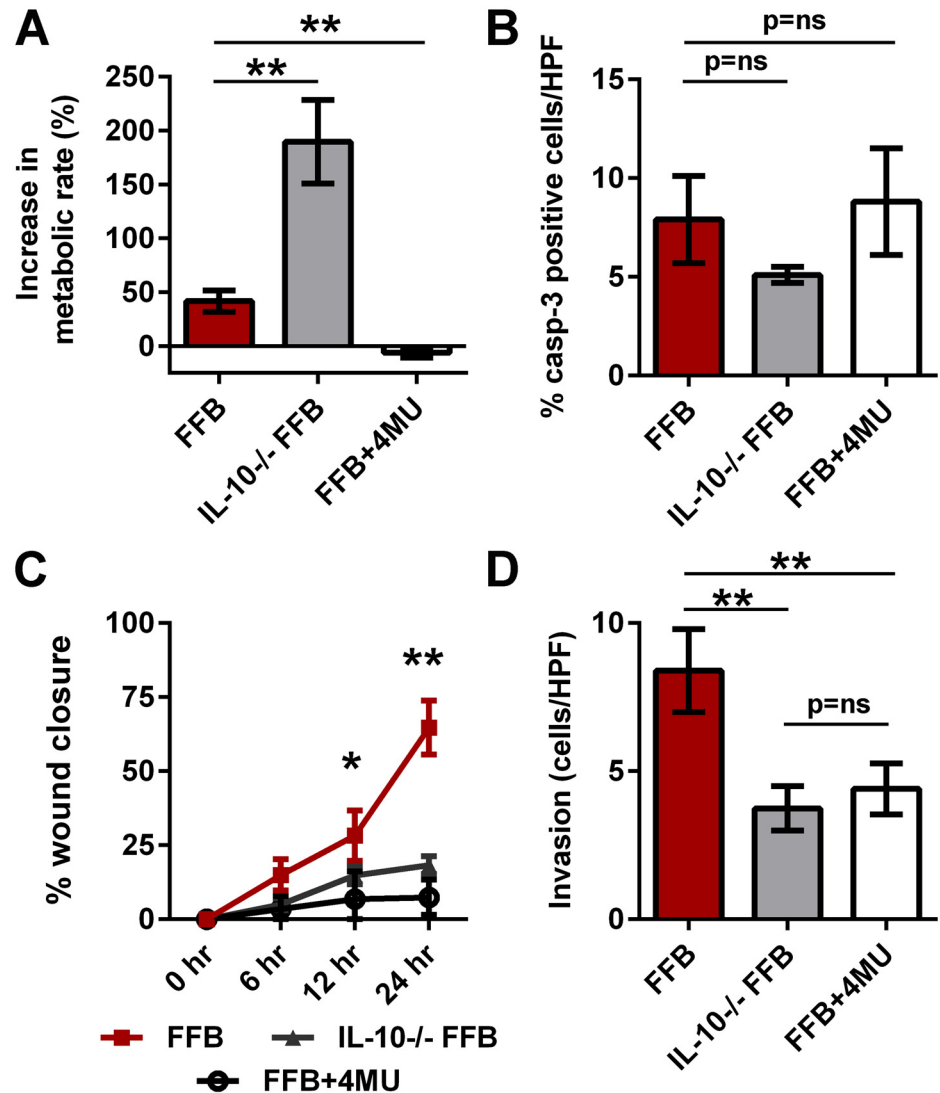 A
**
**
Increase in
metabolic rate (%)
250
200
150
100
50
0
FFB
IL-10-/- FFB
FFB+4MU
B
p=ns
p=ns
% casp-3 positive cells/HPF
15
10
5
0
FFB
IL-10-/- FFB
FFB+4MU
C
% wound closure
100
75
50
25
0
*
**
0 hr
6 hr
12 hr
24 hr
FFB
IL-10-/- FFB
FFB+4MU
D
**
**
p=ns
Invasion (cells/HPF)
10
5
0
FFB
IL-10-/- FFB
FFB+4MU